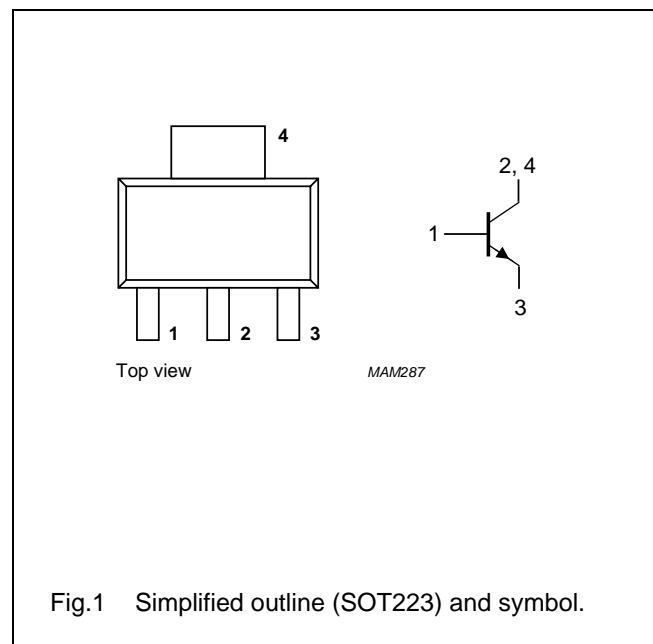 4
1 2 3
Top view
MAM287
2, 4
1
3
Fig.1 Simplified outline (SOT223) and symbol.